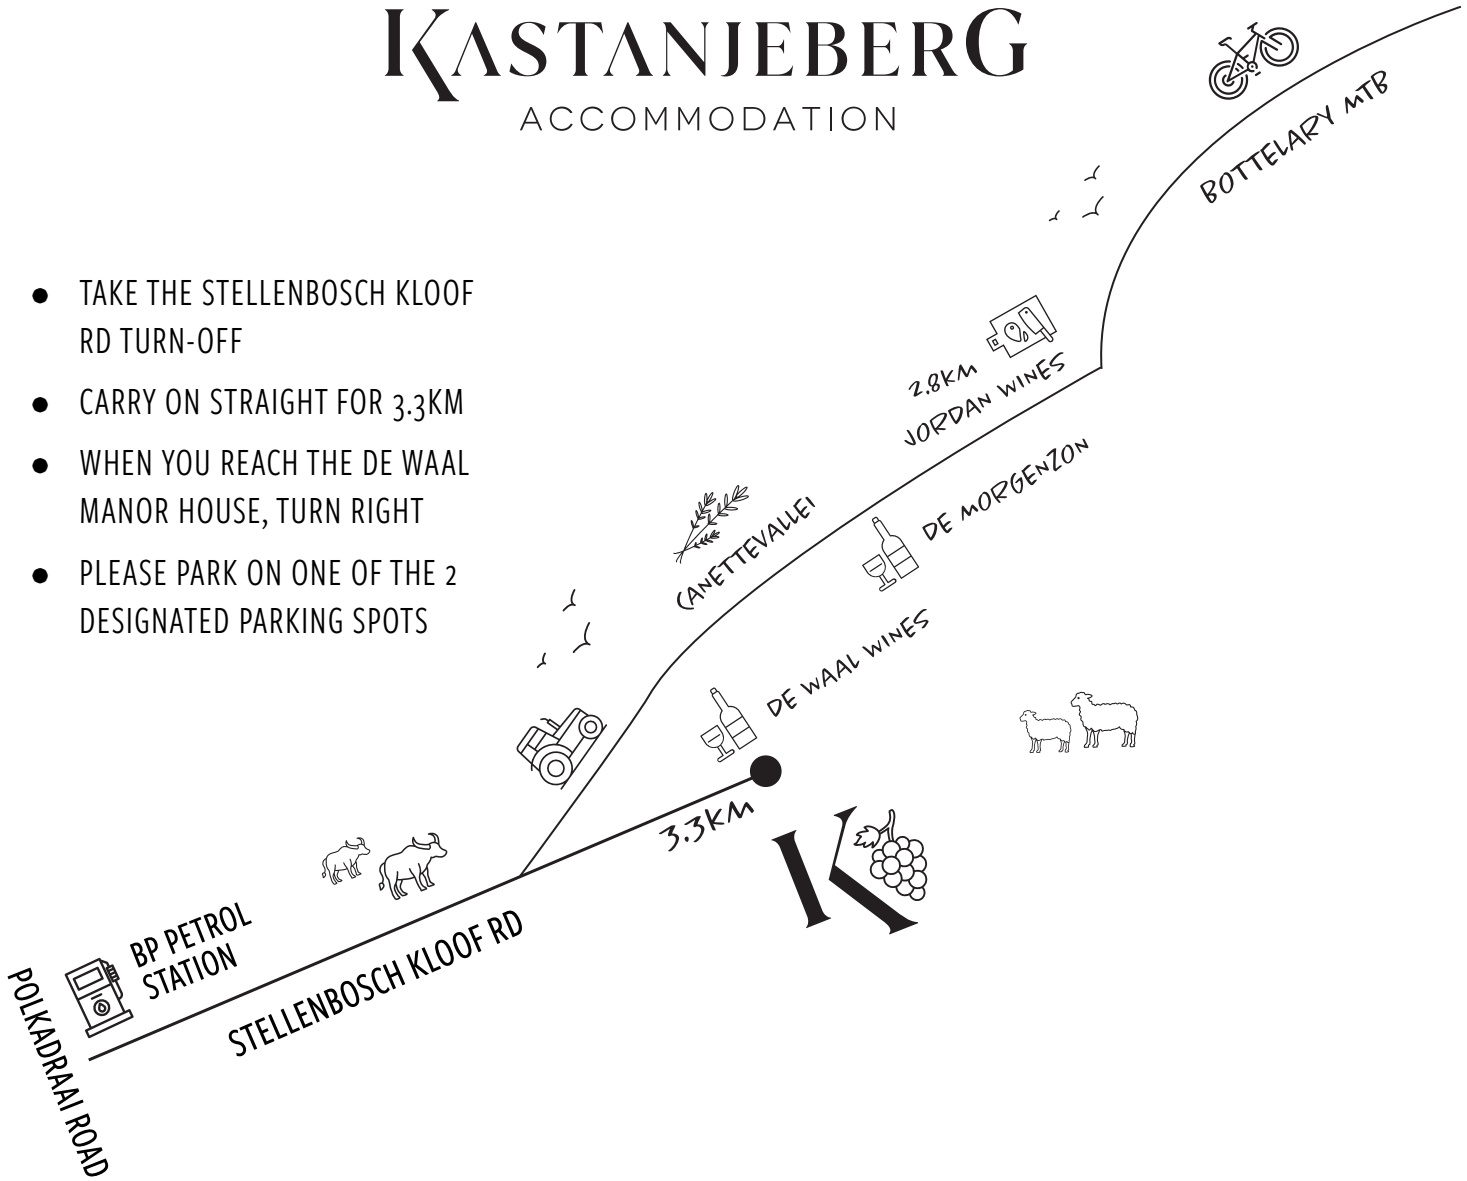 KASTANJEBERG
ACCOMMODATION
BOTTELARY MTB
● TAKE THE STELLENBOSCH KLOOF
RD TURN-OFF
● CARRY ON STRAIGHT FOR 3.3KM
● WHEN YOU REACH THE DE WAAL
MANOR HOUSE, TURN RIGHT
● PLEASE PARK ON ONE OF THE 2
DESIGNATED PARKING SPOTS
2.8KM
JORDAN WINES
DE MORGENZON
CANETTEVALLEI
DE WAAL WINES
3.3KM
K
BP PETROL
STATION
STELLENBOSCH KLOOF RD
POLKADRAAI ROAD